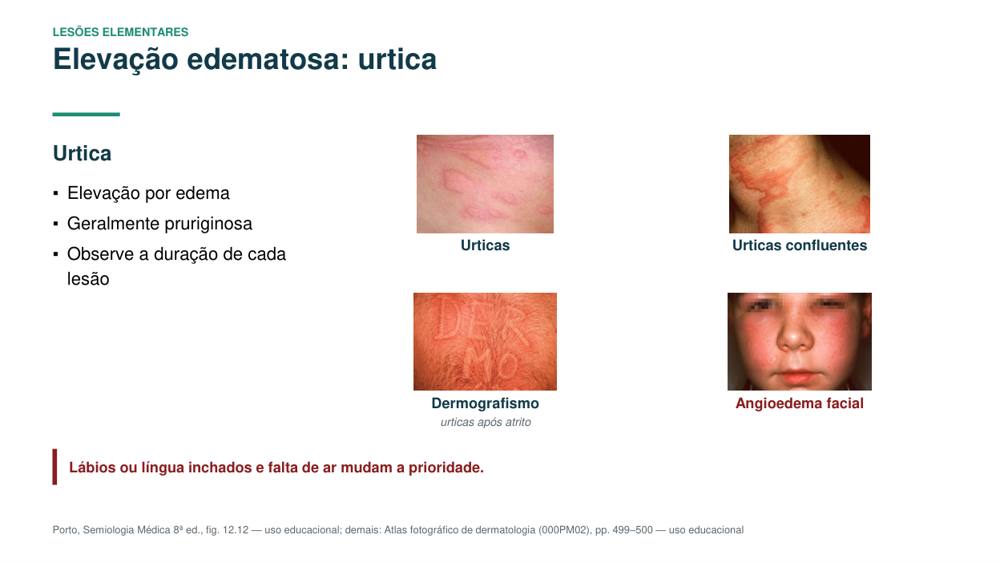 LESÕES ELEMENTARES
Elevação edematosa: urtica
Urtica
▪ Elevação por edema
▪ Geralmente pruriginosa
▪ Observe a duração de cada
lesão
Urticas
Urticas confluentes
DER
MO
Dermografismo
urticas após atrito
Angioedema facial
Lábios ou língua inchados e falta de ar mudam a prioridade.
Porto, Semiologia Médica 8ª ed., fig. 12.12 — uso educacional; demais: Atlas fotográfico de dermatologia (000PM02), pp. 499–500 — uso educacional